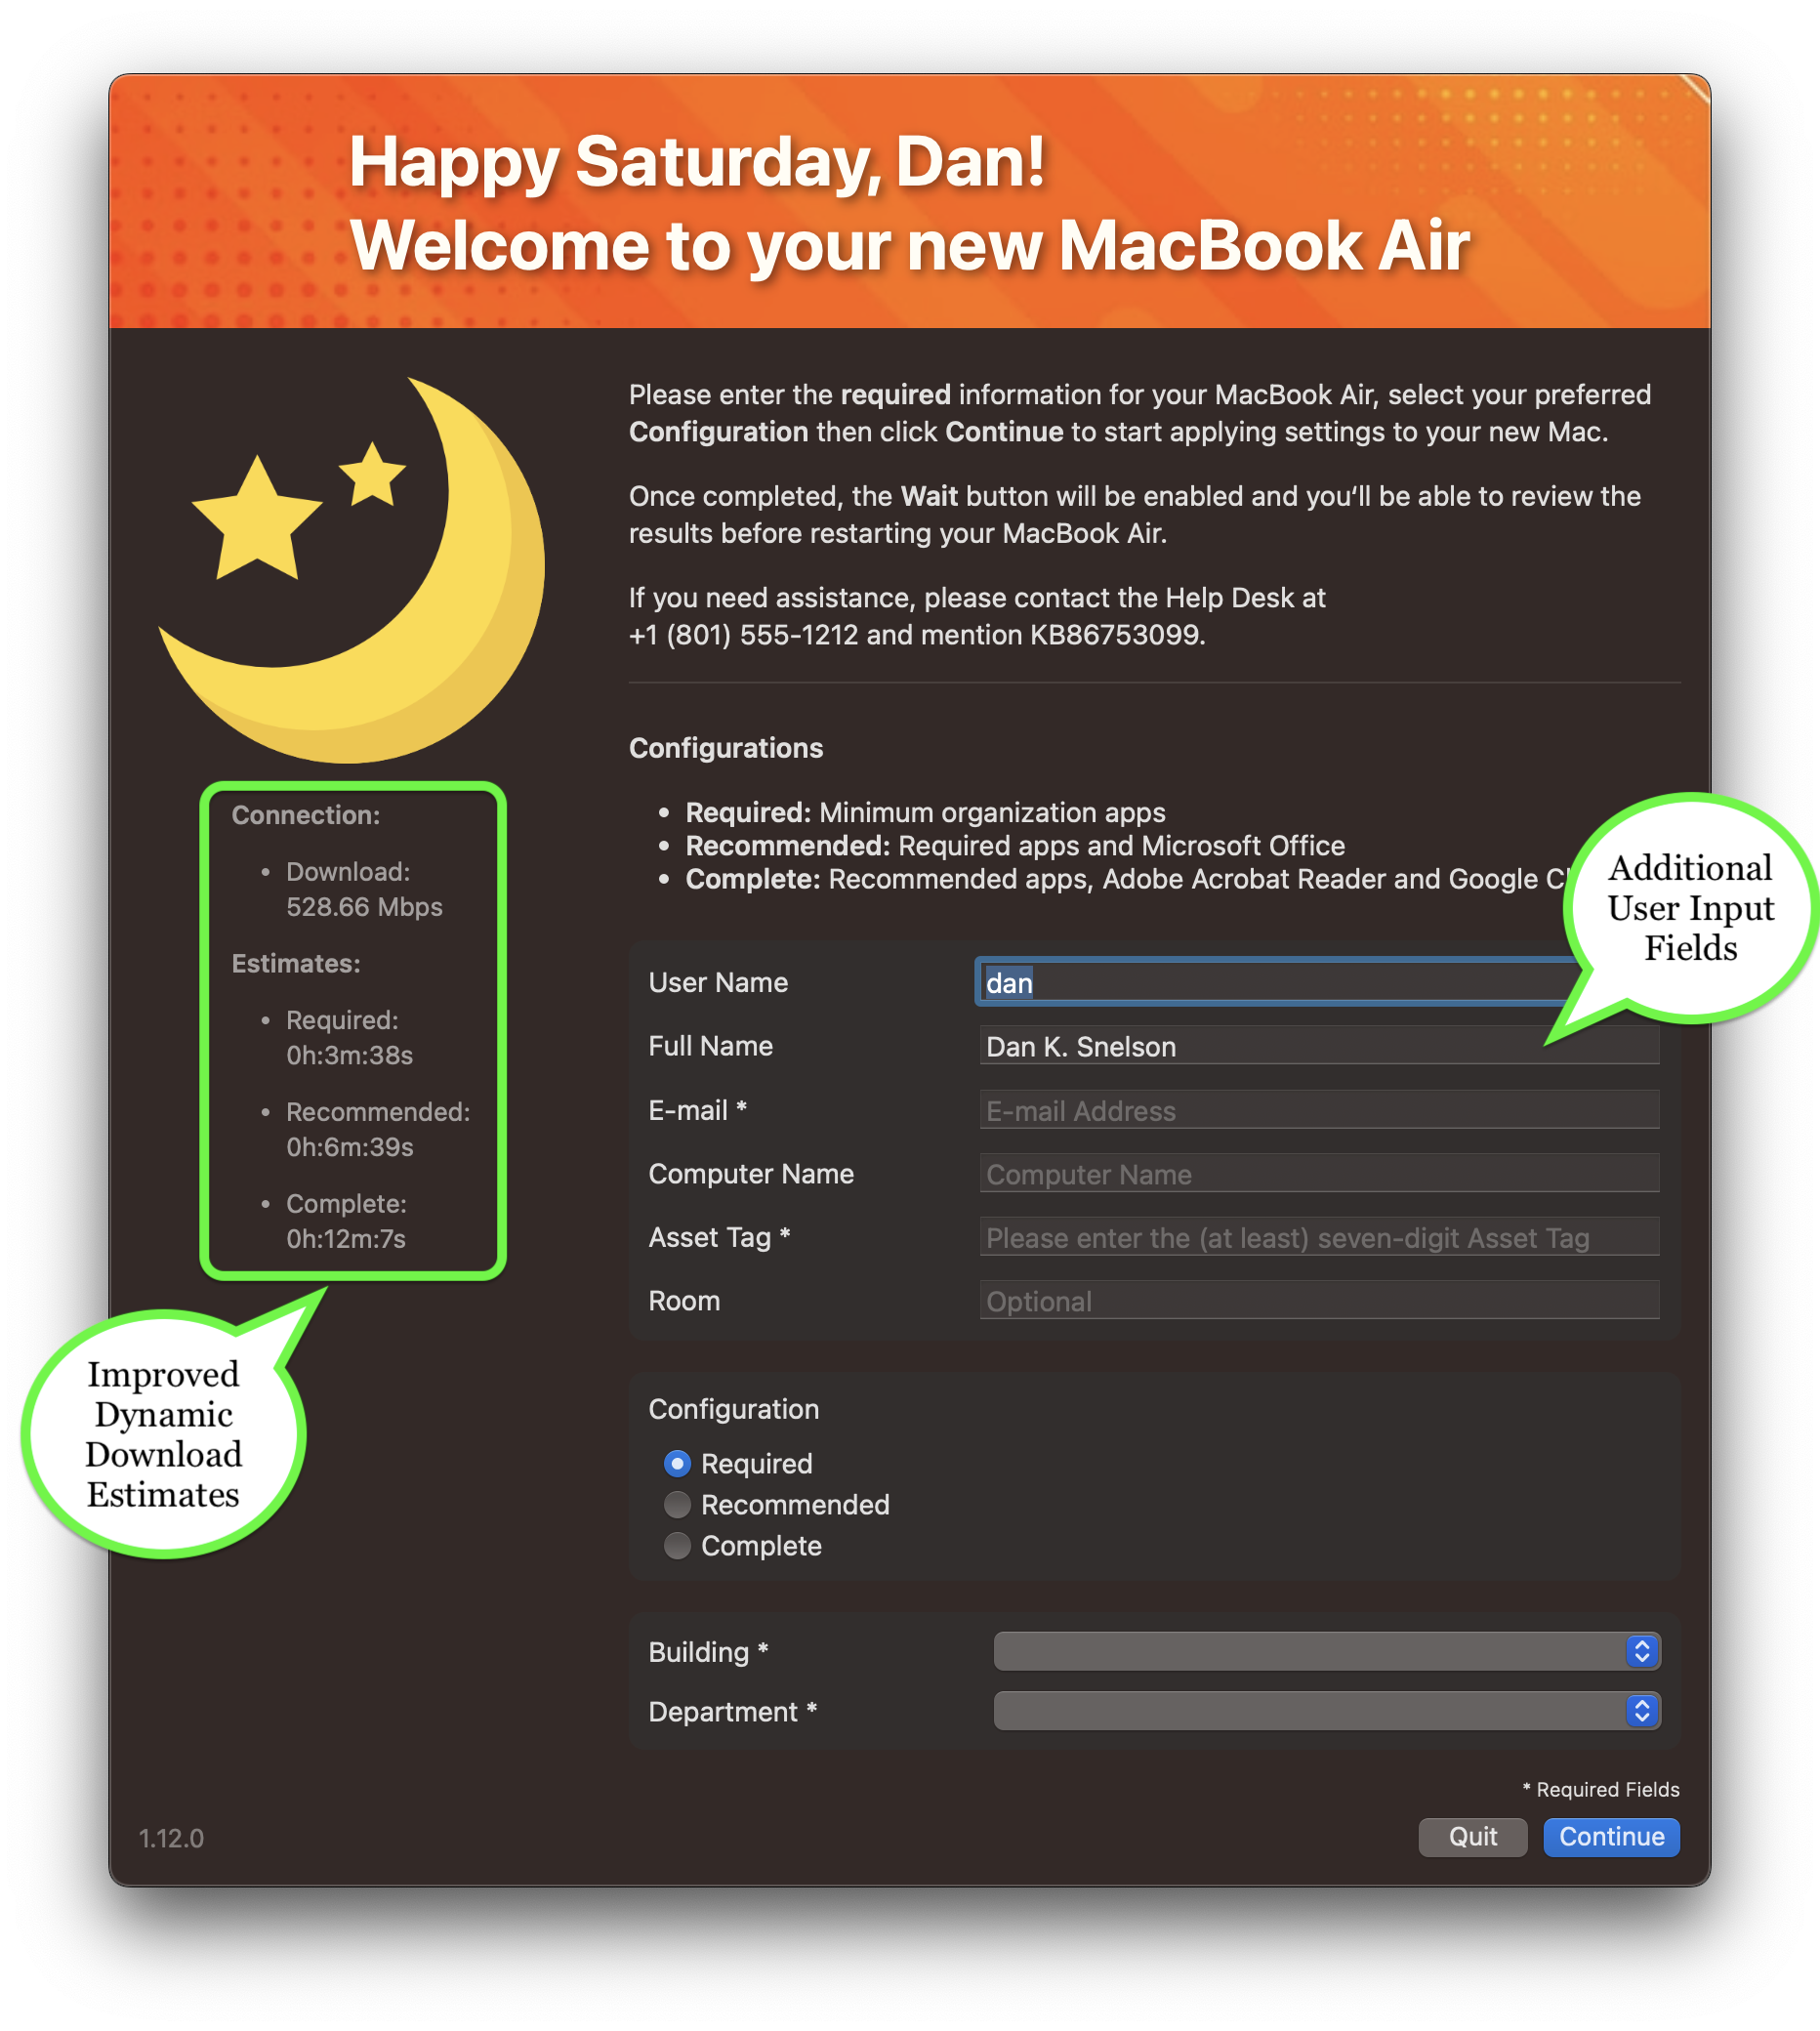 Happy Saturday, Dan!
Welcome to your new MacBook Air
Please enter the required information for your MacBook Air, select your preferred
Configuration then click Continue to start applying settings to your new Mac.
Once completed, the Wait button will be enabled and you‘ll be able to review the
results before restarting your MacBook Air.
If you need assistance, please contact the Help Desk at
+1 (801) 555-1212 and mention KB86753099.
Configurations
• Required: Minimum organization apps
• Recommended: Required apps and Microsoft Office
• Complete: Recommended apps, Adobe Acrobat Reader and Google
Connection:
• Download:
528.66 Mbps
Estimates:
• Required:
0h:3m:38s
• Recommended:
0h:6m:39s
• Complete:
0h:12m:7s
Improved
Dynamic
Download
Estimates
Additional
User Input
Fields
User Name dan
Full Name Dan K. Snelson
E-mail * E-mail Address
Computer Name Computer Name
Asset Tag * Please enter the (at least) seven-digit Asset Tag
Room Optional
Configuration
Required
Recommended
Complete
Building *
Department *
* Required Fields
1.12.0
Quit Continue